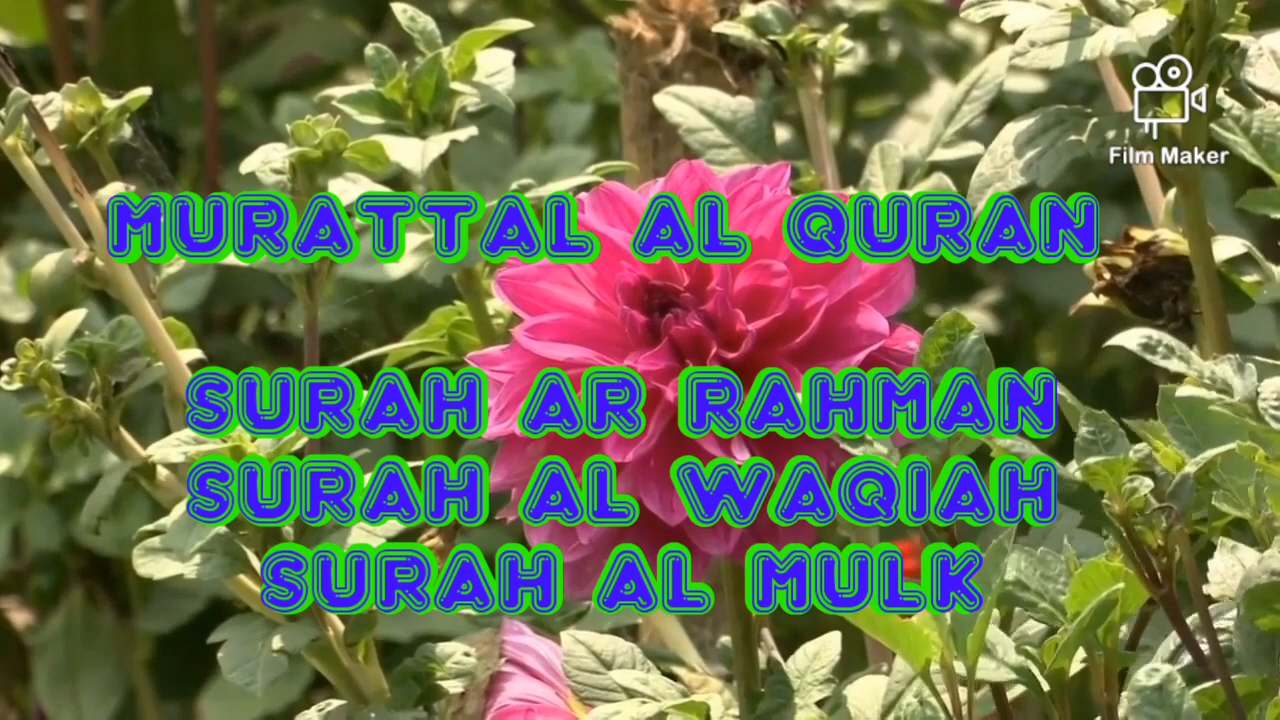 Film Maker
MURATTAL AL QURAN
SURAH AR RAHMAN
SURAH AL WAQIAH
SURAH AL MULK